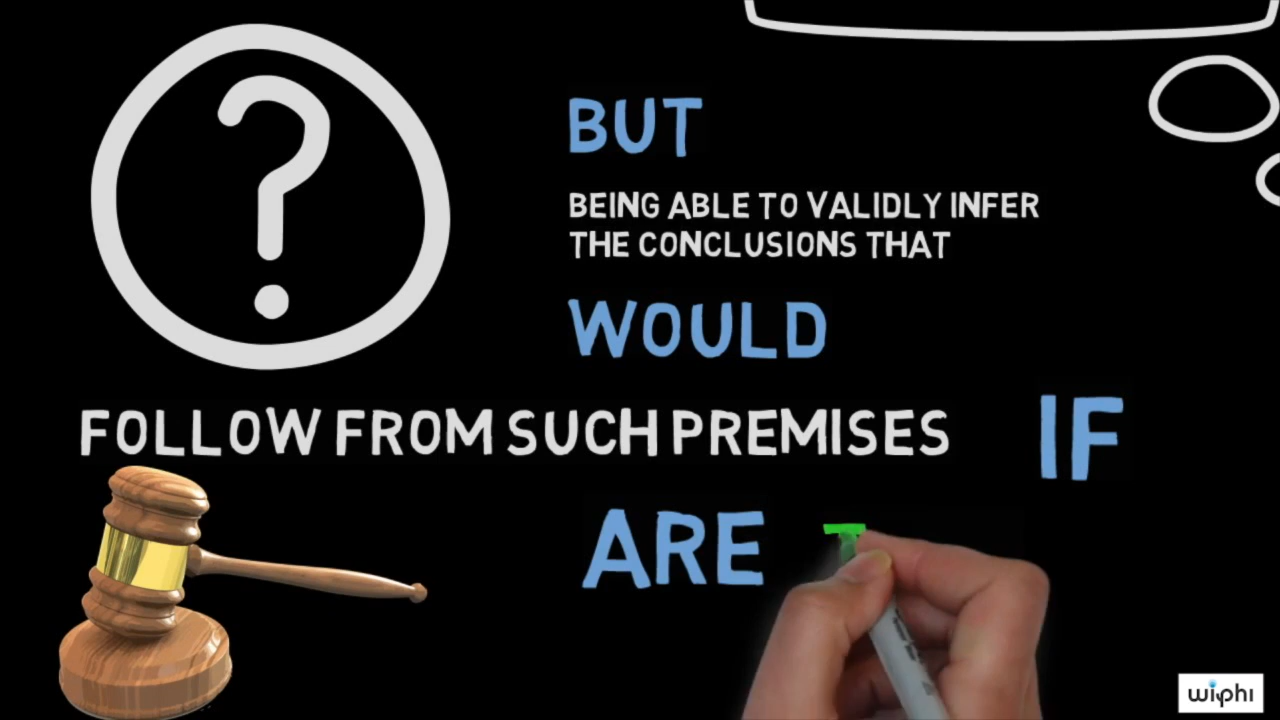 BUT
BEING ABLE TO VALIDLY INFER
THE CONCLUSIONS THAT
WOULD
FOLLOW FROM SUCH PREMISES IF
ARE
wiphi